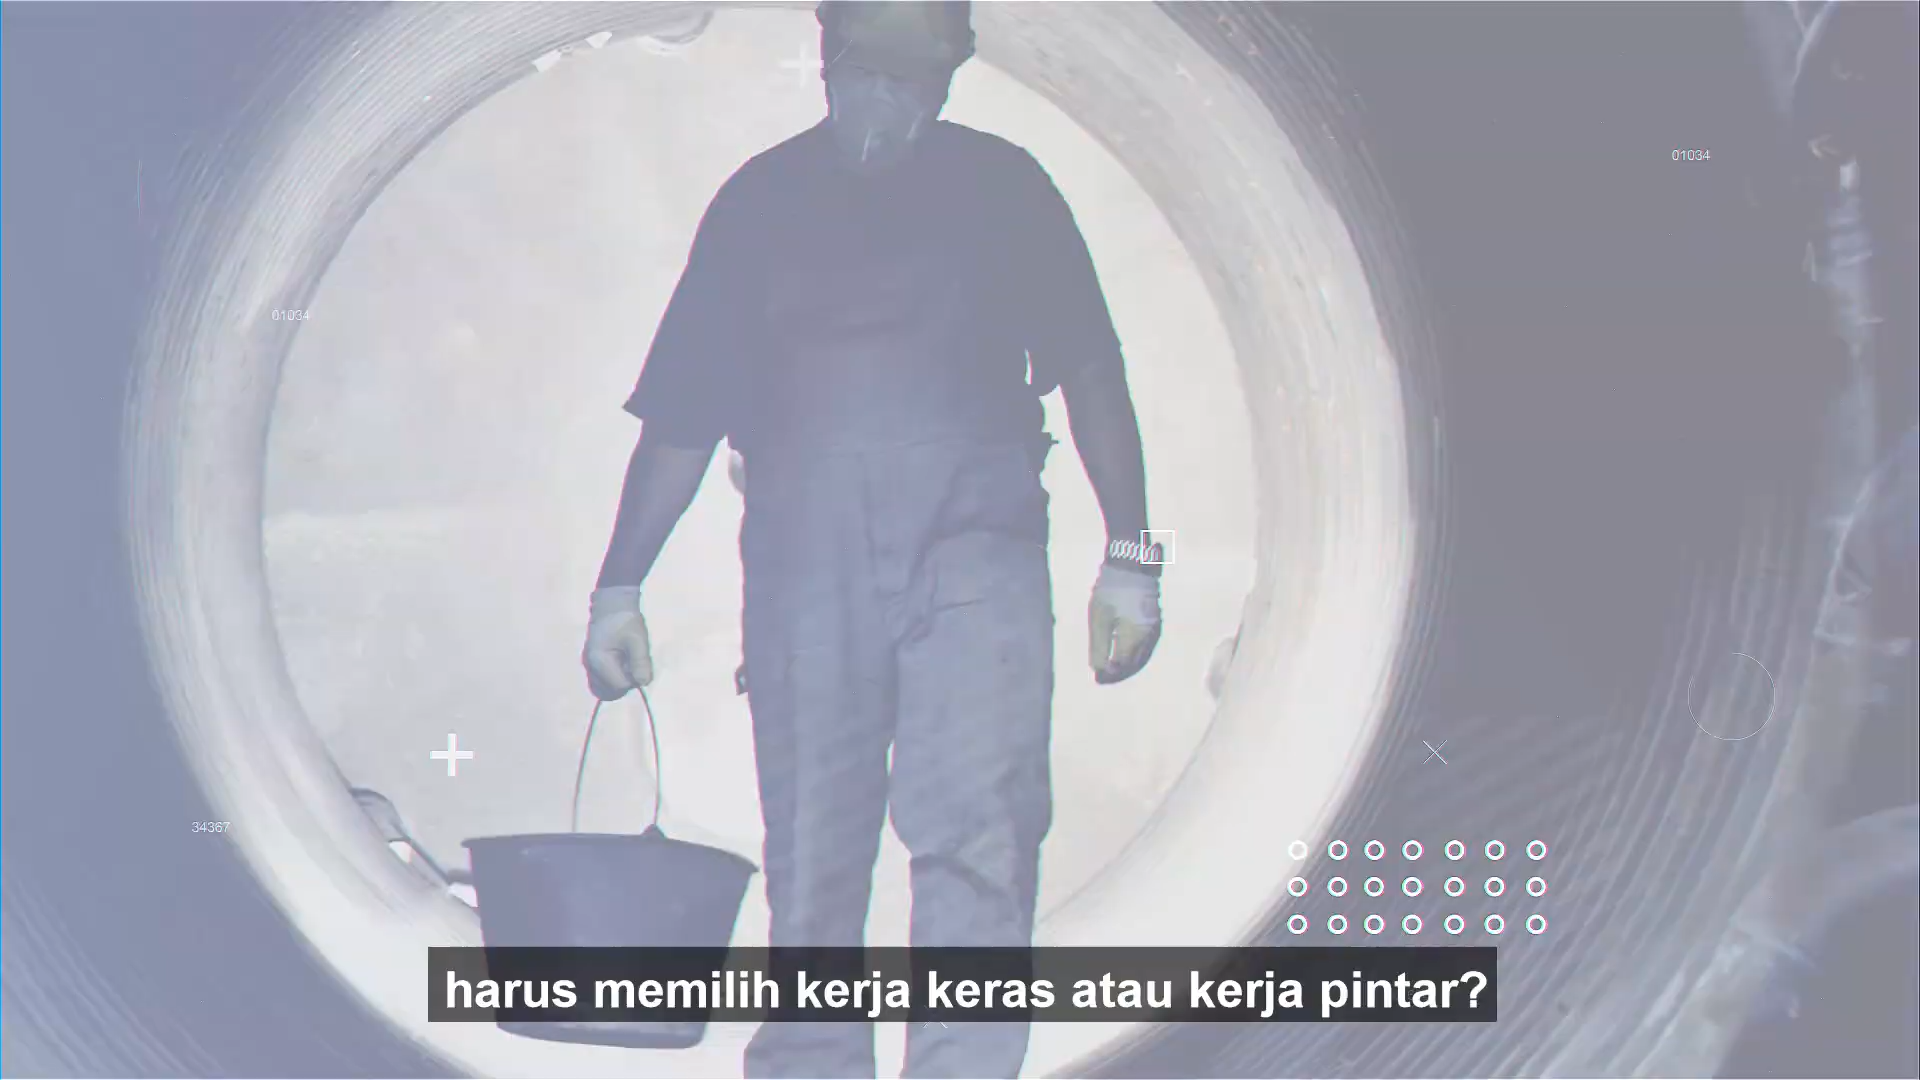 01034
01034
34367
harus memilih kerja keras atau kerja pintar?